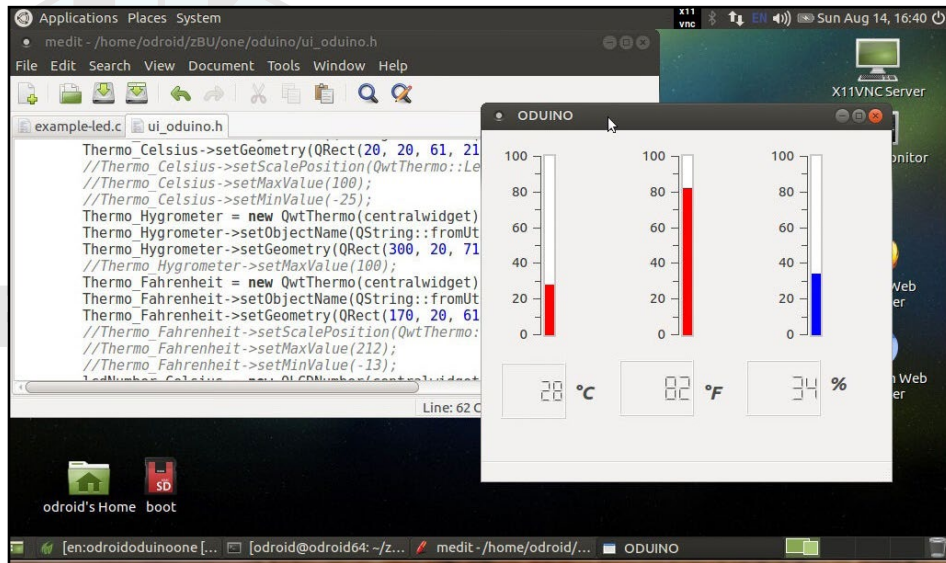 Applications Places System
x11 vnc
EN
Sun Aug 14, 16:40
medit - /home/odroid/zBU/one/oduino/ui_oduino.h
File Edit Search View Document Tools Window Help
example-led.c ui_oduino.h
Thermo_Celsius->setGeometry(QRect(20, 20, 61, 21
//Thermo_Celsius->setScalePosition(QwtThermo::Le
//Thermo_Celsius->setMaxValue(100);
//Thermo_Celsius->setMinValue(-25);
Thermo_Hygrometer = new QwtThermo(centralwidget)
Thermo_Hygrometer->setObjectName(QString::fromUt
Thermo_Hygrometer->setGeometry(QRect(300, 20, 71
//Thermo_Hygrometer->setMaxValue(100);
Thermo_Fahrenheit = new QwtThermo(centralwidget)
Thermo_Fahrenheit->setObjectName(QString::fromUt
Thermo_Fahrenheit->setGeometry(QRect(170, 20, 61
//Thermo_Fahrenheit->setScalePosition(QwtThermo:
//Thermo_Fahrenheit->setMaxValue(212);
//Thermo_Fahrenheit->setMinValue(-13);
lcdNumber_Celsius = new QLCDNumber(centralwidget
Line: 62 C
ODUINO
100 100 100
80 80 80
60 60 60
40 40 40
20 20 20
0 0 0
28 °C 82 °F 34 %
X11VNC Server
onitor
Web
er
n Web
er
SD
odroid's Home boot
[en:odroidoduinoone [... [odroid@odroid64: ~/z... medit - /home/odroid/... ODUINO